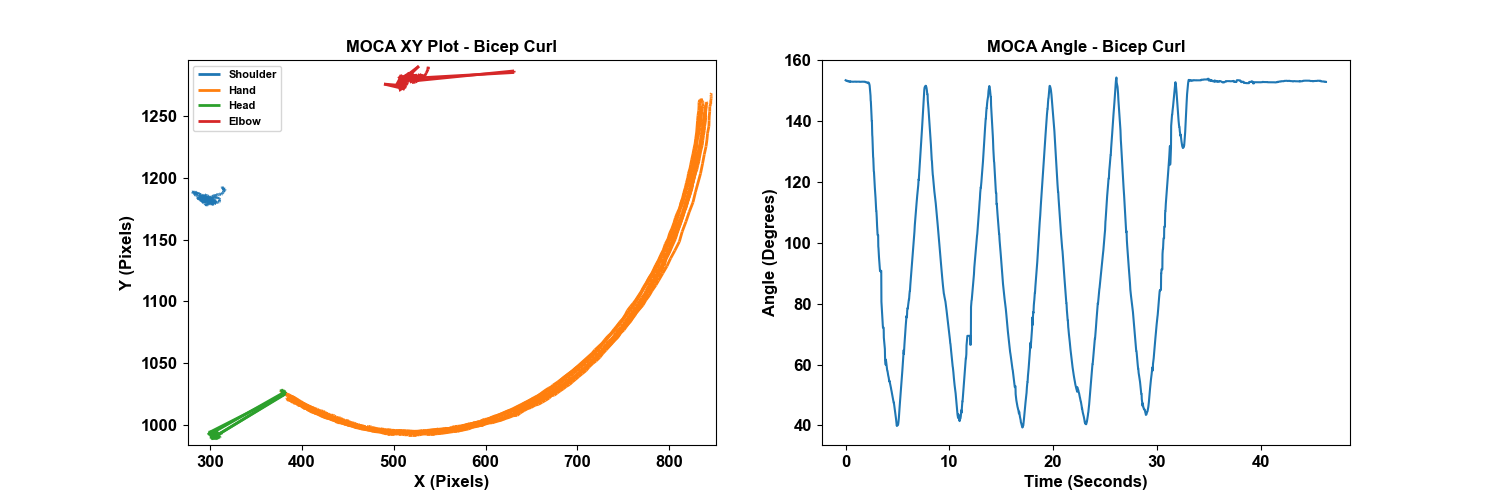 MOCA XY Plot - Bicep Curl
Shoulder
Hand
Head
Elbow
Y (Pixels)
1250
1200
1150
1100
1050
1000
300 400 500 600 700 800
X (Pixels)
MOCA Angle - Bicep Curl
Angle (Degrees)
160
140
120
100
80
60
40
0 10 20 30 40
Time (Seconds)